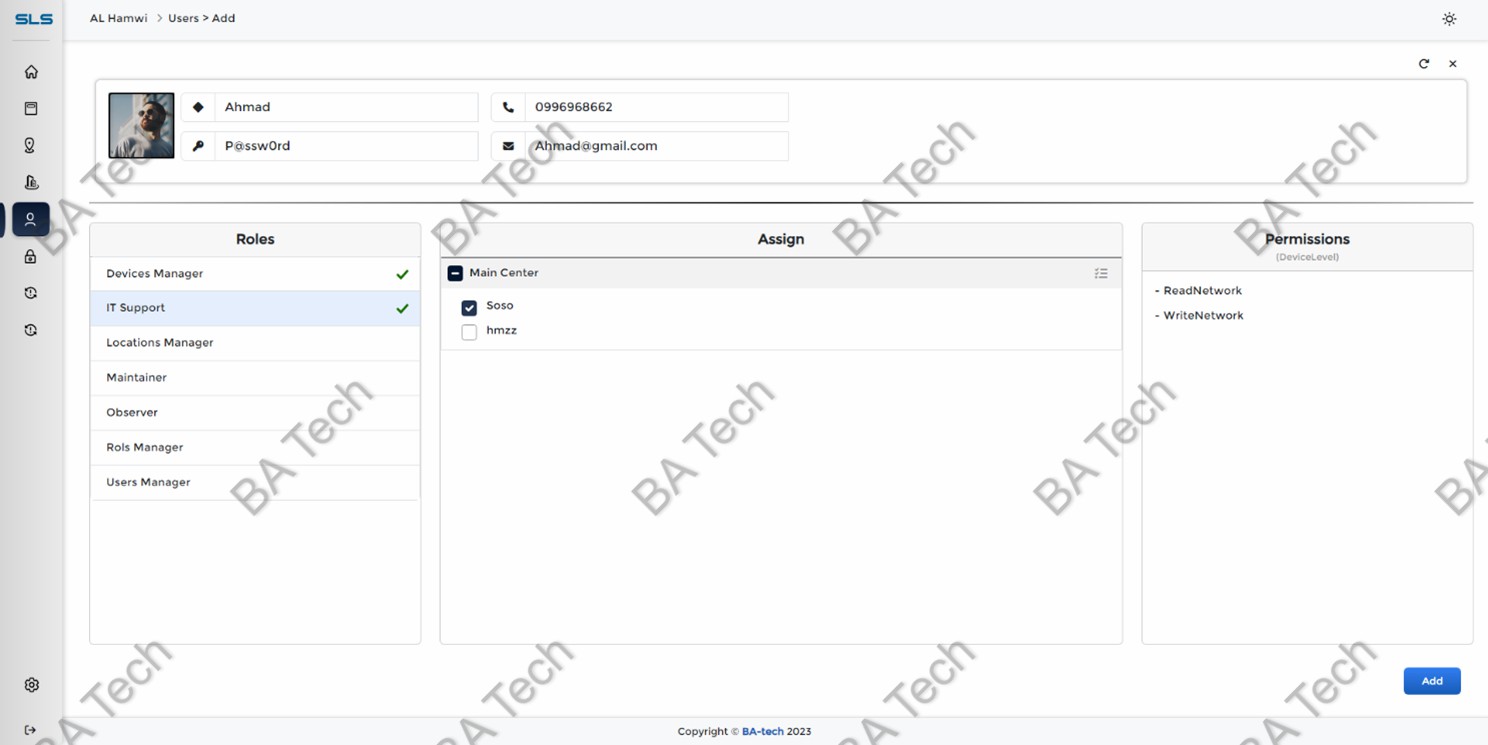 SLS
AL Hamwi > Users > Add
Ahmad
0996968662
P@ssw0rd
Ahmad@gmail.com
Roles
Devices Manager
IT Support
Locations Manager
Maintainer
Observer
Rols Manager
Users Manager
Assign
Main Center
Soso
hmzz
Permissions
(DeviceLevel)
- ReadNetwork
- WriteNetwork
Add
Copyright © BA-tech 2023
BA Tech
BA Tech
BA Tech
BA Tech
BA Tech
BA Tech
BA Tech
BA
BA Tech
BA Tech
BA Tech
BA Tech